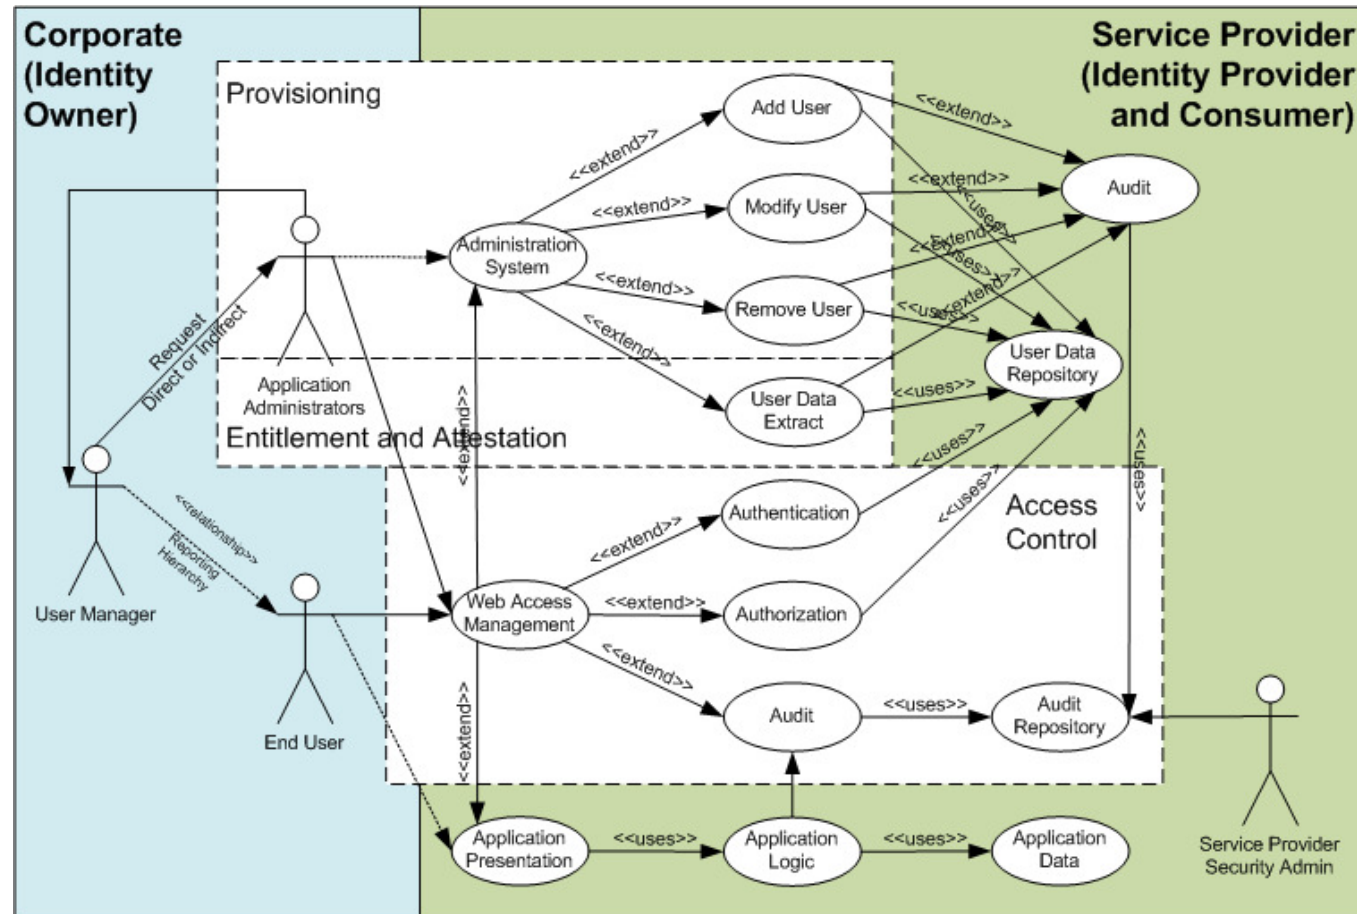 Corporate
(Identity
Owner)
Service Provider
(Identity Provider
and Consumer)
Provisioning
Add User
<<extend>>
<<extend>>
Audit
Modify User
<<extend>>
<<extend>>
<<uses>>
Administration
System
<<extend>>
<<uses>>
<<extend>>
Remove User
<<extend>>
<<uses>>
Request
Direct or Indirect
User Data
Repository
Application
Administrators
<<extend>>
User Data
Extract
<<uses>>
Entitlement and Attestation
<<extend>>
<<uses>>
<<uses>>
<<uses>>
Access
Control
Authentication
<<extend>>
<<relationship>>
Reporting
Hierarchy
User Manager
Web Access
Management
<<extend>>
Authorization
<<extend>>
<<extend>>
Audit
<<uses>>
Audit
Repository
End User
Application
Presentation
<<uses>>
Application
Logic
<<uses>>
Application
Data
Service Provider
Security Admin